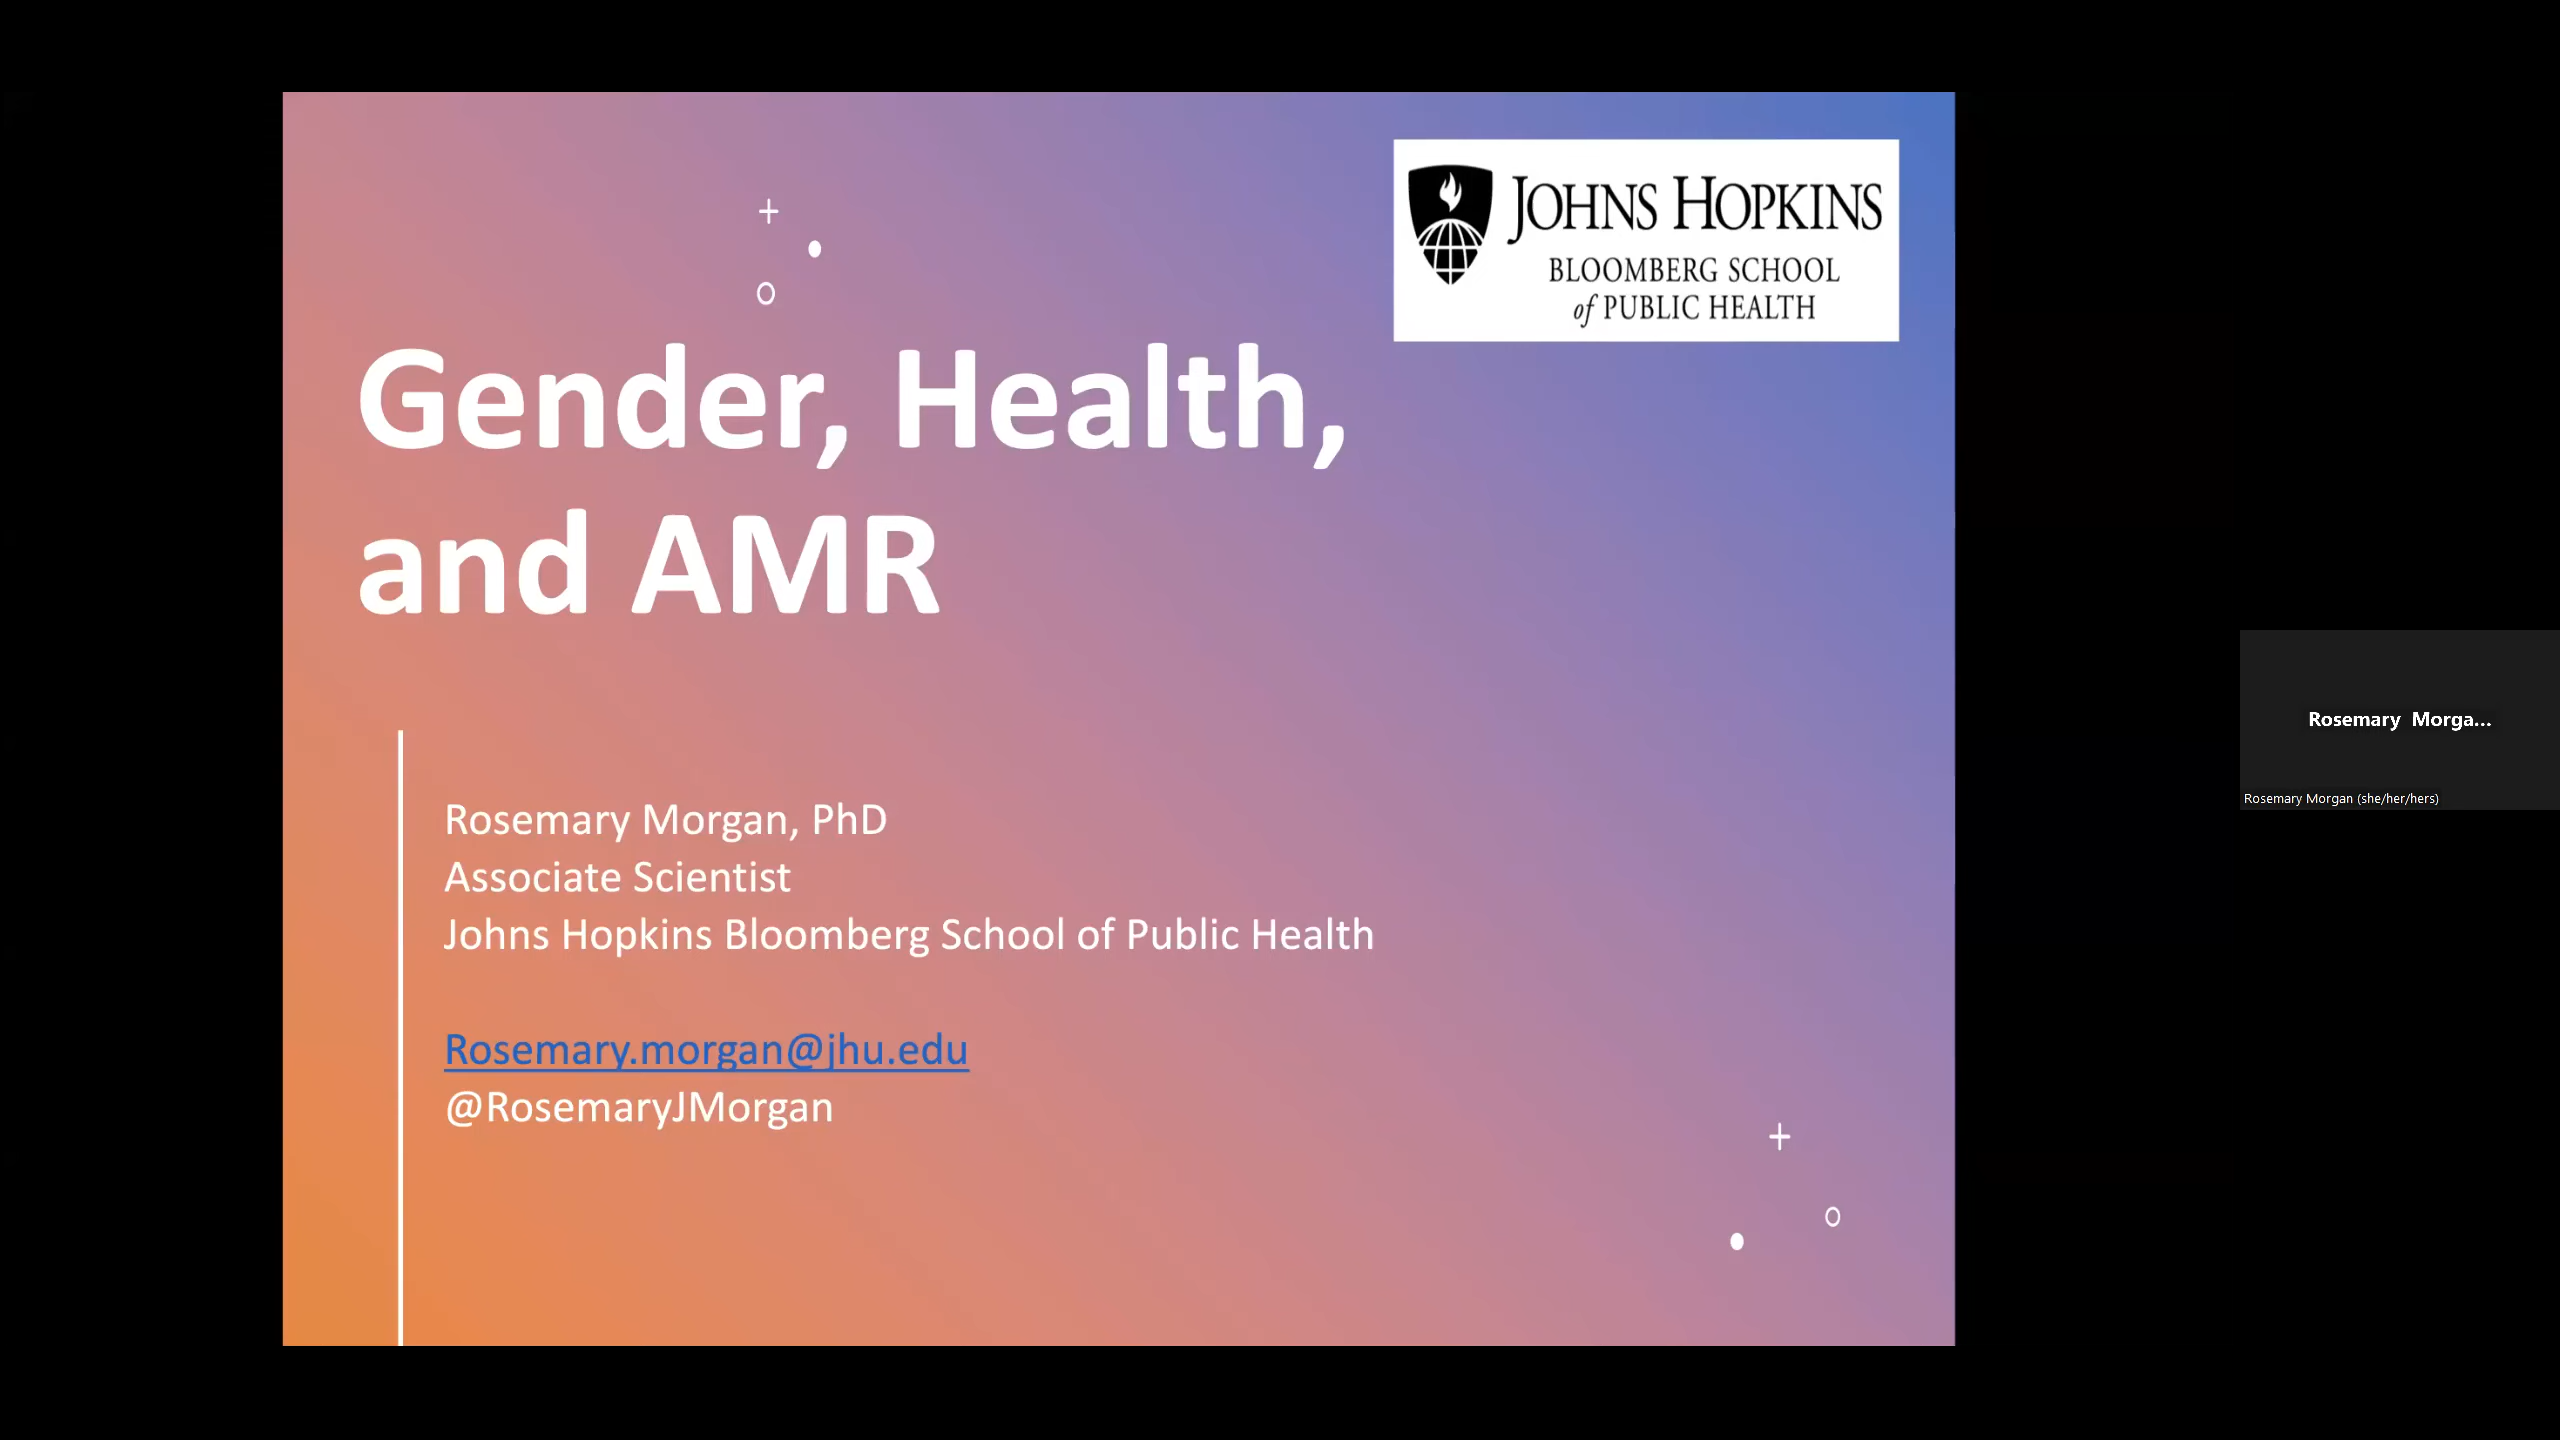 JOHNS HOPKINS
BLOOMBERG SCHOOL
of PUBLIC HEALTH
Gender, Health,
and AMR
Rosemary Morgan, PhD
Associate Scientist
Johns Hopkins Bloomberg School of Public Health
Rosemary.morgan@jhu.edu
@RosemaryJMorgan
Rosemary Morga...
Rosemary Morgan (she/her/hers)